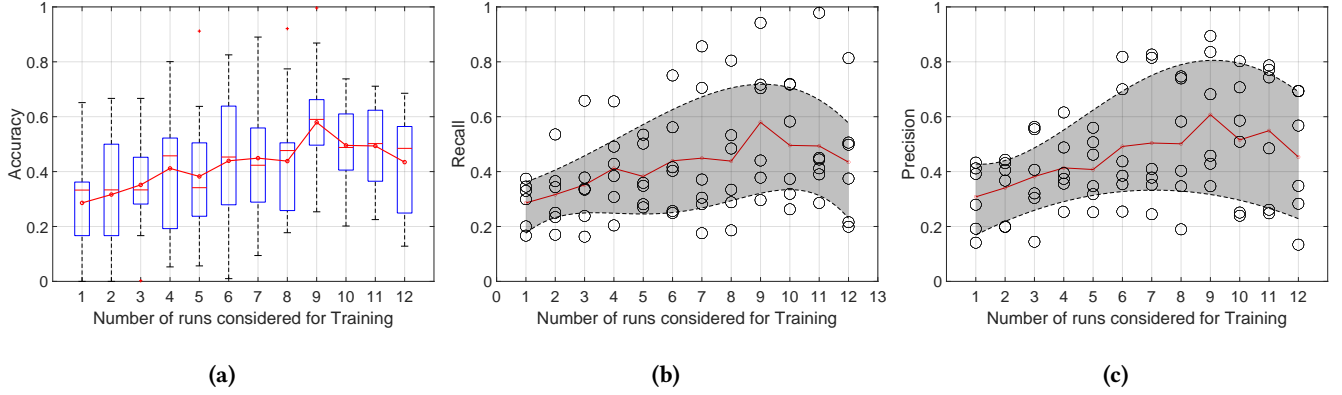 1
0.8
0.6
0.4
0.2
0
Accuracy
1 2 3 4 5 6 7 8 9 10 11 12
Number of runs considered for Training
(a)
1
0.8
0.6
0.4
0.2
0
Recall
0 1 2 3 4 5 6 7 8 9 10 11 12 13
Number of runs considered for Training
(b)
1
0.8
0.6
0.4
0.2
0
Precision
1 2 3 4 5 6 7 8 9 10 11 12
Number of runs considered for Training
(c)